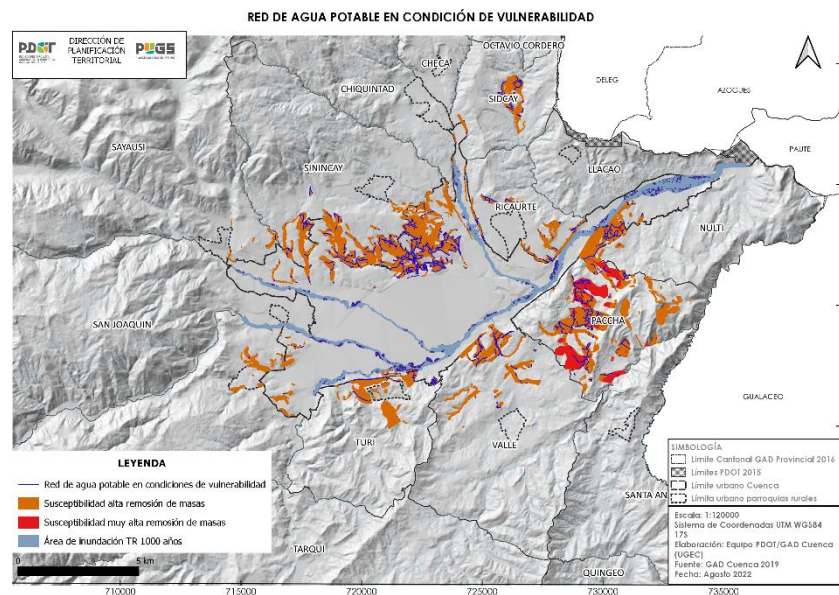 RED DE AGUA POTABLE EN CONDICIÓN DE VULNERABILIDAD
PDOT
DIRECCIÓN DE
PLANIFICACIÓN
TERRITORIAL
PUGS
OCTAVIO CORDERO
CHECA
CHIQUINTAD
SIDCAY
DELEG
AZOGUES
SAYAUSI
PAUTE
SININCAY
LLACAO
RICAURTE
NULTI
SAN JOAQUIN
PACCHA
GUALACEO
TURI
VALLE
SANTA AN
TARQUI
QUINGEO
LEYENDA
Red de agua potable en condiciones de vulnerabilidad
Susceptibilidad alta remosión de masas
Susceptibilidad muy alta remosión de masas
Área de inundación TR 1000 años
0 5 km
SIMBOLOGÍA
Límite Cantonal GAD Provincial 2016
Límites PDOT 2015
Límite urbano Cuenca
Límita urbano parroquias rurales
Escala: 1:120000
Sistema de Coordenadas UTM WGS84
17S
Elaboración: Equipo PDOT/GAD Cuenca
(UGEC)
Fuente: GAD Cuenca 2019
Fecha: Agosto 2022
710000 715000 720000 725000 730000 735000